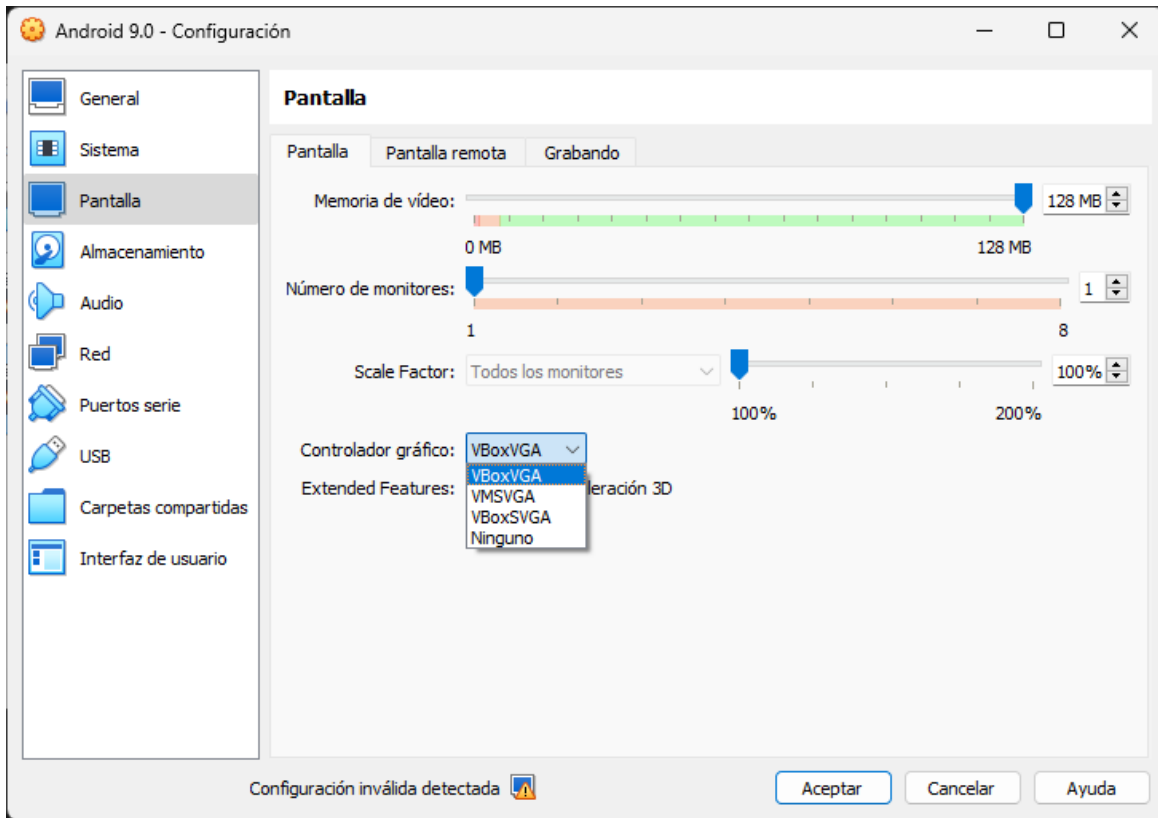 Android 9.0 - Configuración
General
Sistema
Pantalla
Almacenamiento
Audio
Red
Puertos serie
USB
Carpetas compartidas
Interfaz de usuario
Pantalla
Pantalla Pantalla remota Grabando
Memoria de vídeo: 128 MB
0 MB 128 MB
Número de monitores: 1
1 8
Scale Factor: Todos los monitores 100%
100% 200%
Controlador gráfico: VBoxVGA
VBoxVGA
Extended Features: leración 3D
VMSVGA
VBoxSVGA
Ninguno
Configuración inválida detectada
Aceptar Cancelar Ayuda